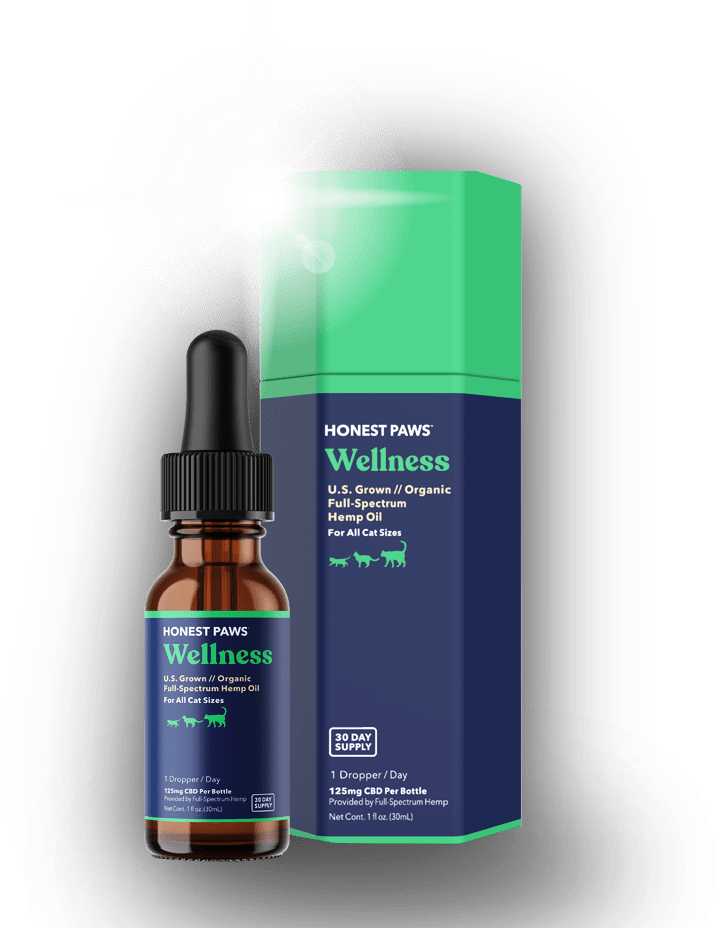 HONEST PAWS
Wellness
U.S. Grown // Organic
Full-Spectrum
Hemp Oil
For All Cat Sizes
30 DAY
SUPPLY
1 Dropper / Day
125mg CBD Per Bottle
Provided by Full-Spectrum Hemp
Net Cont. 1 fl oz. (30mL)
HONEST PAWS
Wellness
U.S. Grown // Organic
Full-Spectrum Hemp Oil
For All Cat Sizes
1 Dropper / Day
125mg CBD Per Bottle
Provided by Full-Spectrum Hemp
Net Cont. 1 fl oz. (30mL)
30 DAY
SUPPLY